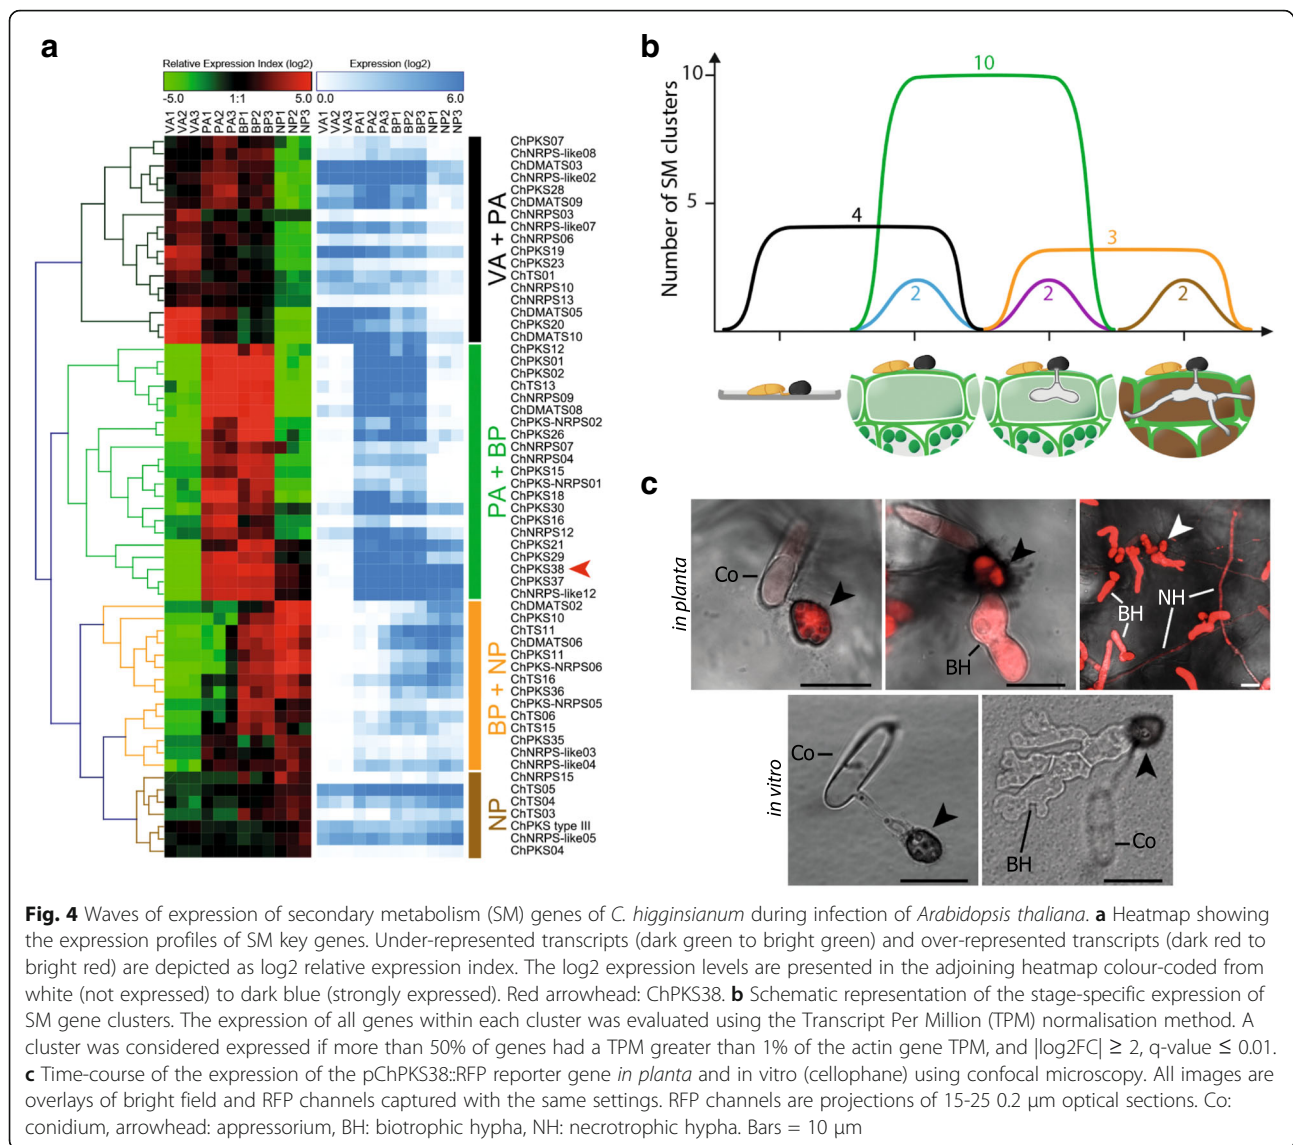 a
Relative Expression Index (log2)
-5.0 1:1 5.0
Expression (log2)
0.0 6.0
VA1 VA2 VA3 PA1 PA2 PA3 BP1 BP2 BP3 NP1 NP2 NP3
VA1 VA2 VA3 PA1 PA2 PA3 BP1 BP2 BP3 NP1 NP2 NP3
ChPKS07
ChNRPS-like08
ChDMATS03
ChNRPS-like02
ChPKS28
ChDMATS09
ChNRPS03
ChNRPS-like07
ChNRPS06
ChPKS19
ChPKS23
ChTS01
ChNRPS10
ChNRPS13
ChDMATS05
ChPKS20
ChDMATS10
ChPKS12
ChPKS01
ChPKS02
ChTS13
ChNRPS09
ChDMATS08
ChPKS-NRPS02
ChPKS26
ChNRPS07
ChNRPS04
ChPKS15
ChPKS-NRPS01
ChPKS18
ChPKS30
ChPKS16
ChNRPS12
ChPKS21
ChPKS29
ChPKS38
ChPKS37
ChNRPS-like12
ChDMATS02
ChPKS10
ChTS11
ChDMATS06
ChPKS11
ChPKS-NRPS06
ChTS16
ChPKS36
ChPKS-NRPS05
ChTS06
ChTS15
ChPKS35
ChNRPS-like03
ChNRPS-like04
ChNRPS15
ChTS05
ChTS04
ChTS03
ChPKS type III
ChNRPS-like05
ChPKS04
VA + PA
PA + BP
BP + NP
NP
b
Number of SM clusters
10
5
10
4
3
2
2
2
c
in planta
Co
BH
BH
NH
in vitro
Co
BH
Co
Fig. 4 Waves of expression of secondary metabolism (SM) genes of C. higginsianum during infection of Arabidopsis thaliana. a Heatmap showing
the expression profiles of SM key genes. Under-represented transcripts (dark green to bright green) and over-represented transcripts (dark red to
bright red) are depicted as log2 relative expression index. The log2 expression levels are presented in the adjoining heatmap colour-coded from
white (not expressed) to dark blue (strongly expressed). Red arrowhead: ChPKS38. b Schematic representation of the stage-specific expression of
SM gene clusters. The expression of all genes within each cluster was evaluated using the Transcript Per Million (TPM) normalisation method. A
cluster was considered expressed if more than 50% of genes had a TPM greater than 1% of the actin gene TPM, and |log2FC| ≥ 2, q-value ≤ 0.01.
c Time-course of the expression of the pChPKS38::RFP reporter gene in planta and in vitro (cellophane) using confocal microscopy. All images are
overlays of bright field and RFP channels captured with the same settings. RFP channels are projections of 15-25 0.2 μm optical sections. Co:
conidium, arrowhead: appressorium, BH: biotrophic hypha, NH: necrotrophic hypha. Bars = 10 μm